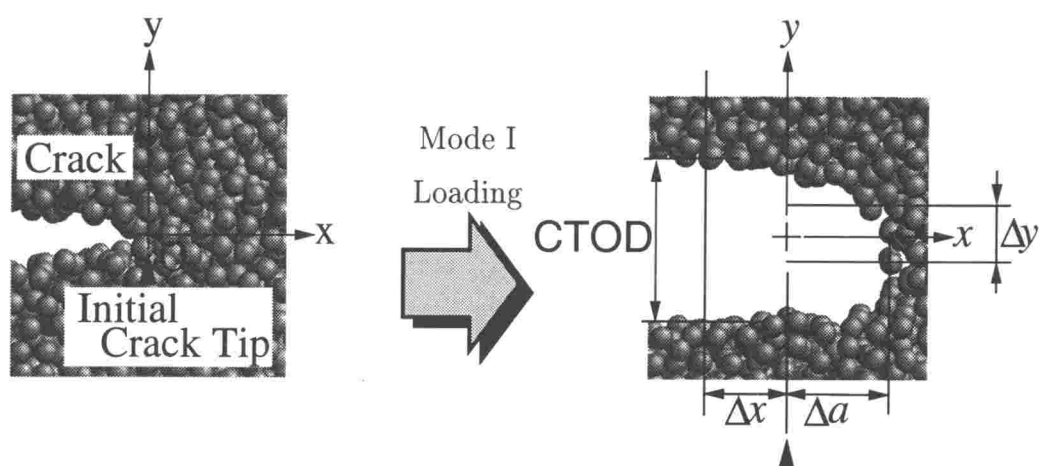 y
Crack
x
Initial
Crack Tip
Mode I
Loading
y
CTOD
x
Δy
Δx
Δa